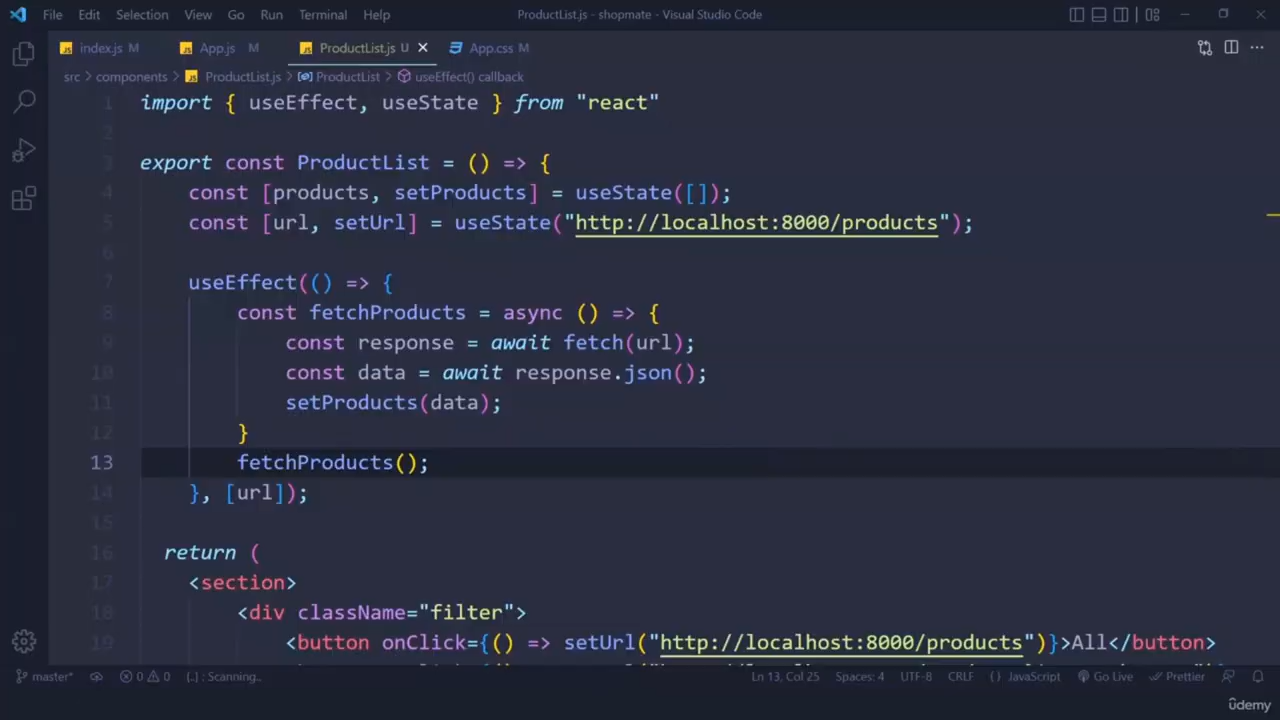 File Edit Selection View Go Run Terminal Help ProductList.js - shopmate - Visual Studio Code
index.js M App.js M ProductList.js U App.css M
src > components > ProductList.js > ProductList > useEffect() callback
1 import { useEffect, useState } from "react"
2
3 export const ProductList = () => {
4 const [products, setProducts] = useState([]);
5 const [url, setUrl] = useState("http://localhost:8000/products");
6
7 useEffect(() => {
8 const fetchProducts = async () => {
9 const response = await fetch(url);
10 const data = await response.json();
11 setProducts(data);
12 }
13 fetchProducts();
14 }, [url]);
15
16 return (
17 <section>
18 <div className="filter">
19 <button onClick={() => setUrl("http://localhost:8000/products")}>All</button>
master* 0 0 {..} : Scanning.. Ln 13, Col 25 Spaces: 4 UTF-8 CRLF {} JavaScript Go Live Prettier
ûdemy